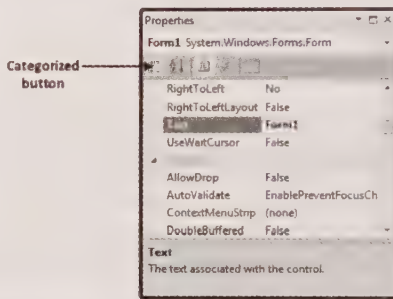 Properties
Form1 System.Windows.Forms.Form
Categorized
button
RightToLeft No
RightToLeftLayout False
Form1
UseWaitCursor False
AllowDrop False
AutoValidate EnablePreventFocusCh
ContextMenuStrip (none)
DoubleBuffered False
Text
The text associated with the control.